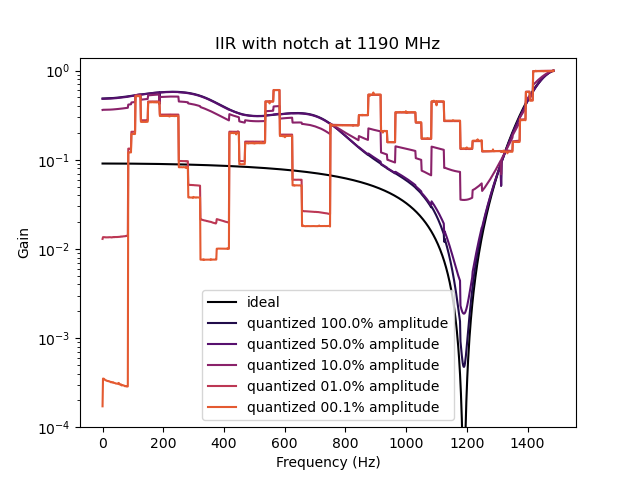 IIR with notch at 1190 MHz
Gain
10⁰
10⁻¹
10⁻²
10⁻³
10⁻⁴
ideal
quantized 100.0% amplitude
quantized 50.0% amplitude
quantized 10.0% amplitude
quantized 01.0% amplitude
quantized 00.1% amplitude
0 200 400 600 800 1000 1200 1400
Frequency (Hz)